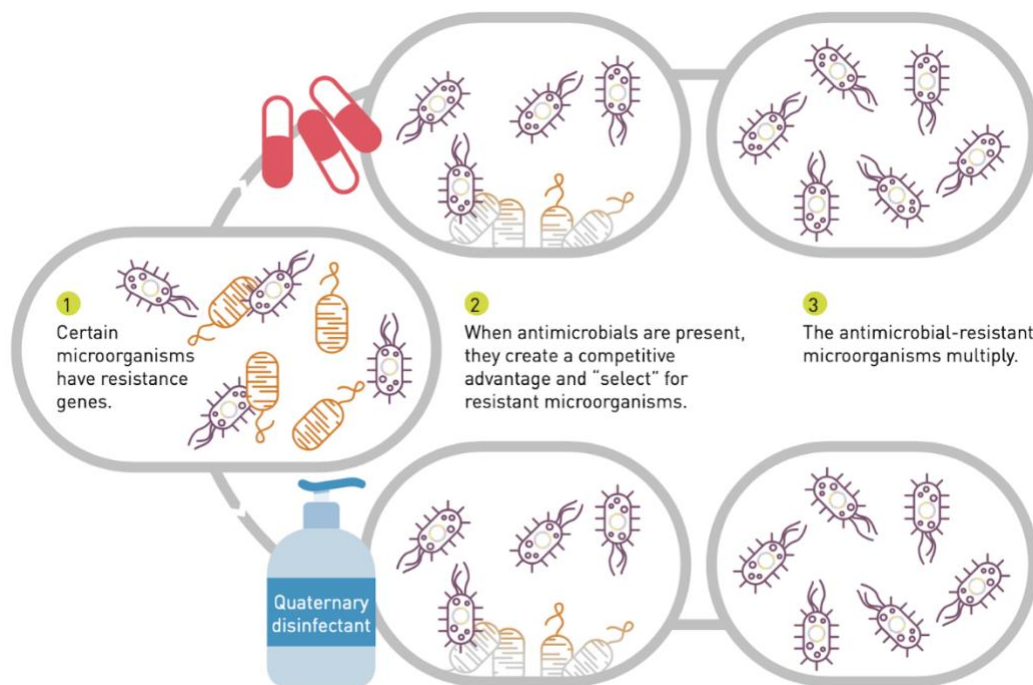 1
Certain
microorganisms
have resistance
genes.
2
When antimicrobials are present,
they create a competitive
advantage and “select” for
resistant microorganisms.
3
The antimicrobial-resistant
microorganisms multiply.
Quaternary
disinfectant